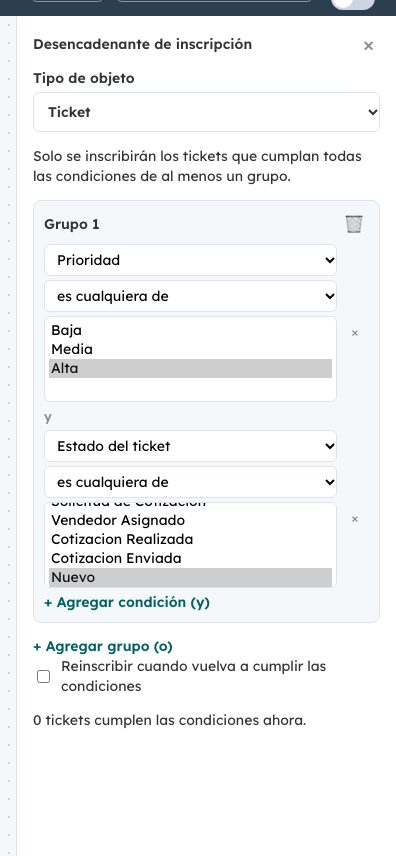 Desencadenante de inscripción
×
Tipo de objeto
Ticket
Solo se inscribirán los tickets que cumplan todas
las condiciones de al menos un grupo.
Grupo 1
Prioridad
es cualquiera de
Baja
×
Media
Alta
y
Estado del ticket
es cualquiera de
Solicitud de Cotizacion
Vendedor Asignado
×
Cotizacion Realizada
Cotizacion Enviada
Nuevo
+ Agregar condición (y)
+ Agregar grupo (o)
Reinscribir cuando vuelva a cumplir las
condiciones
0 tickets cumplen las condiciones ahora.